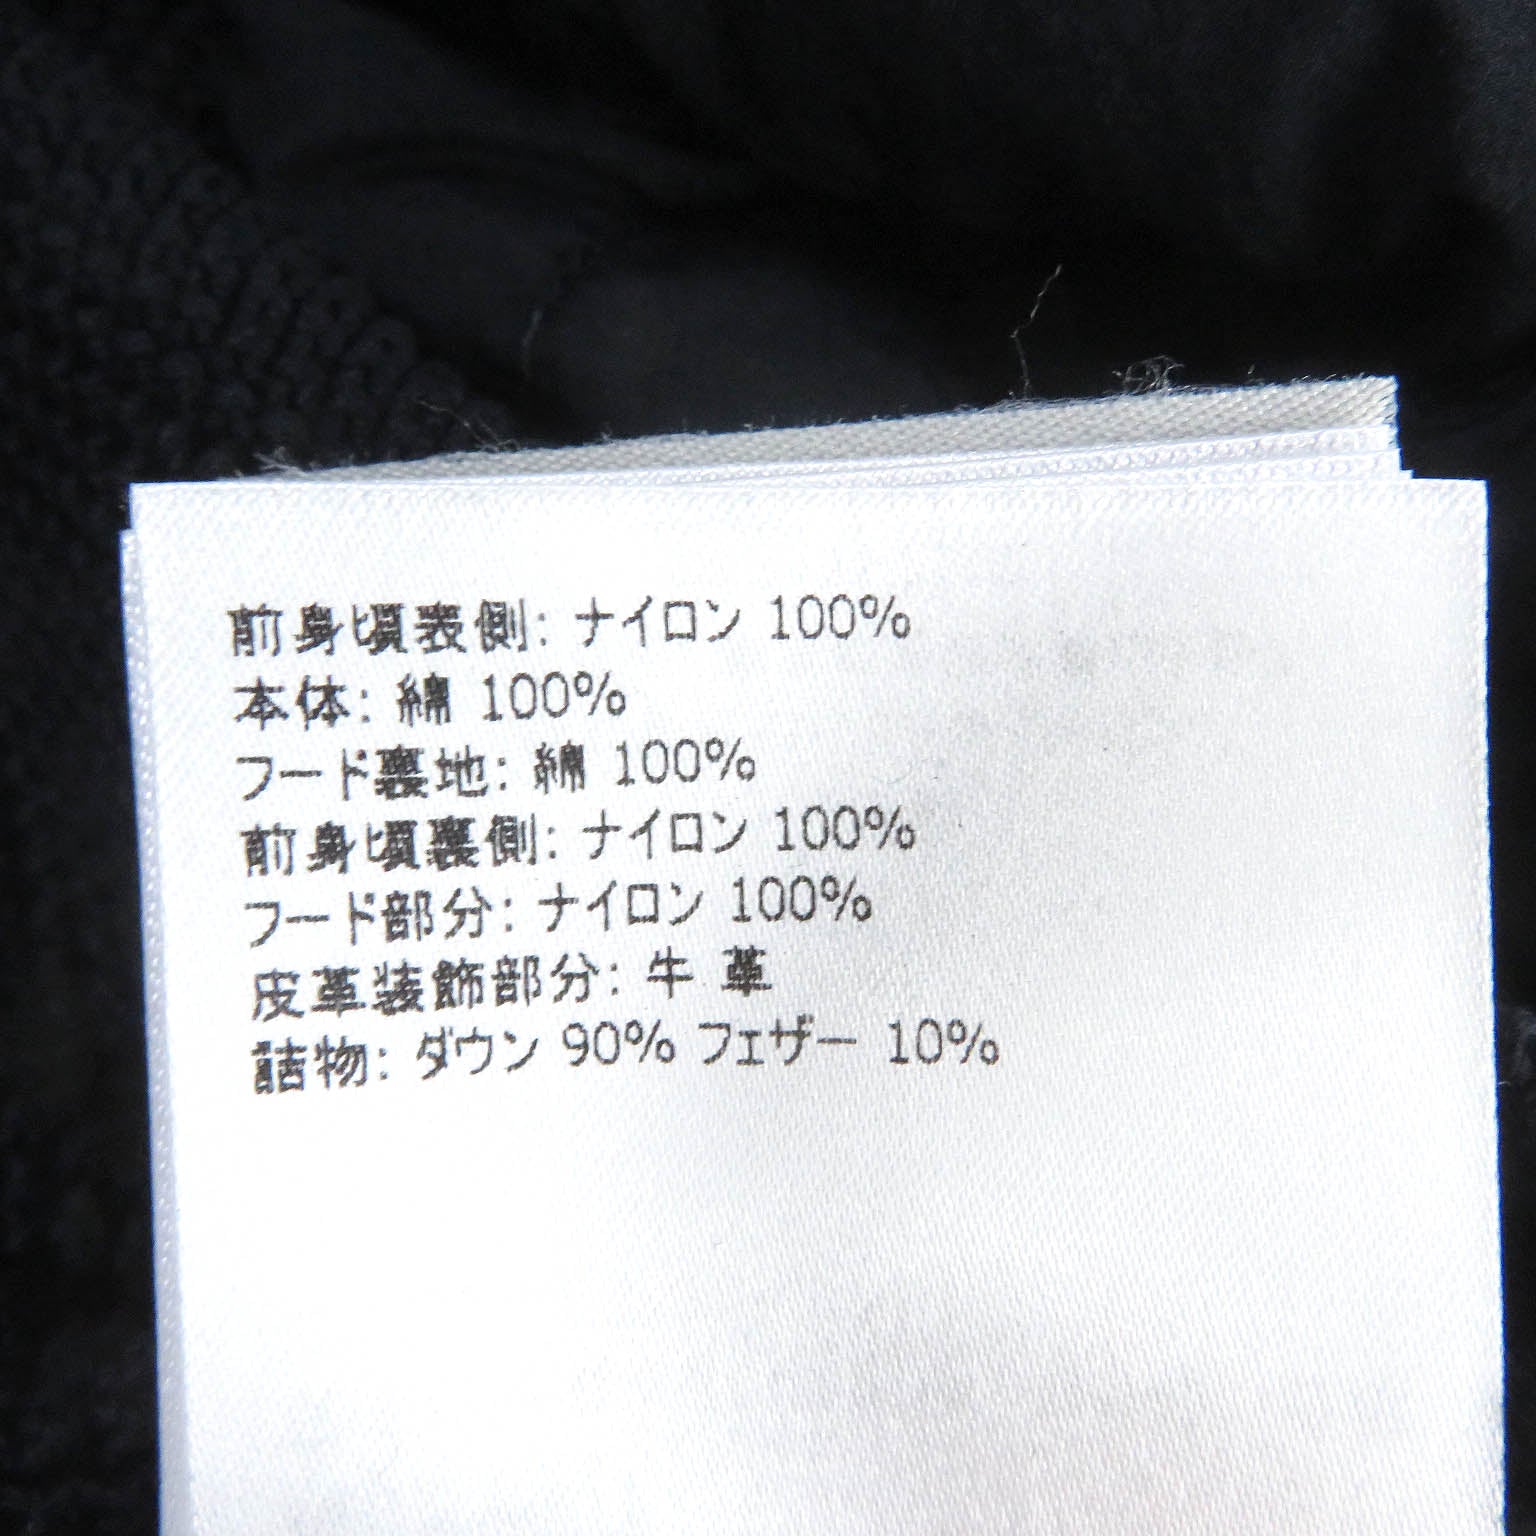 前身頃表側: ナイロン 100%
本体: 綿 100%
フード裏地: 綿 100%
前身頃裏側: ナイロン 100%
フード部分: ナイロン 100%
皮革装飾部分: 牛 革
詰物: ダウン 90% フェザー 10%